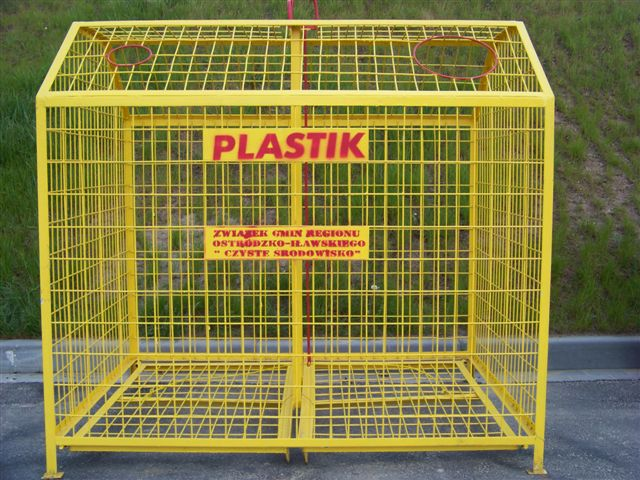 PLASTIK
ZWIĄZEK GMIN REGIONU
OSTRÓDZKO-IŁAWSKIEGO
" CZYSTE ŚRODOWISKO"